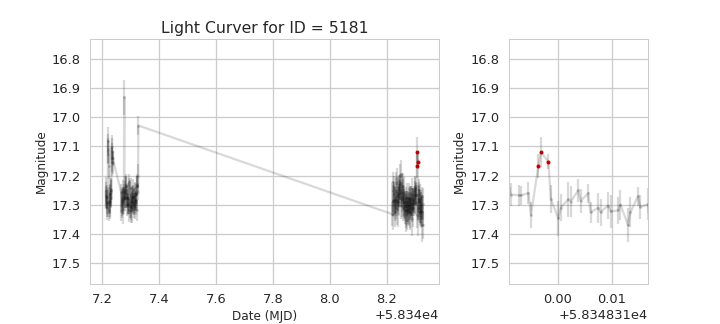 Light Curver for ID = 5181
Magnitude
16.8
16.9
17.0
17.1
17.2
17.3
17.4
17.5
7.2 7.4 7.6 7.8 8.0 8.2
Date (MJD) +5.834e4
Magnitude
16.8
16.9
17.0
17.1
17.2
17.3
17.4
17.5
0.00 0.01
+5.834831e4